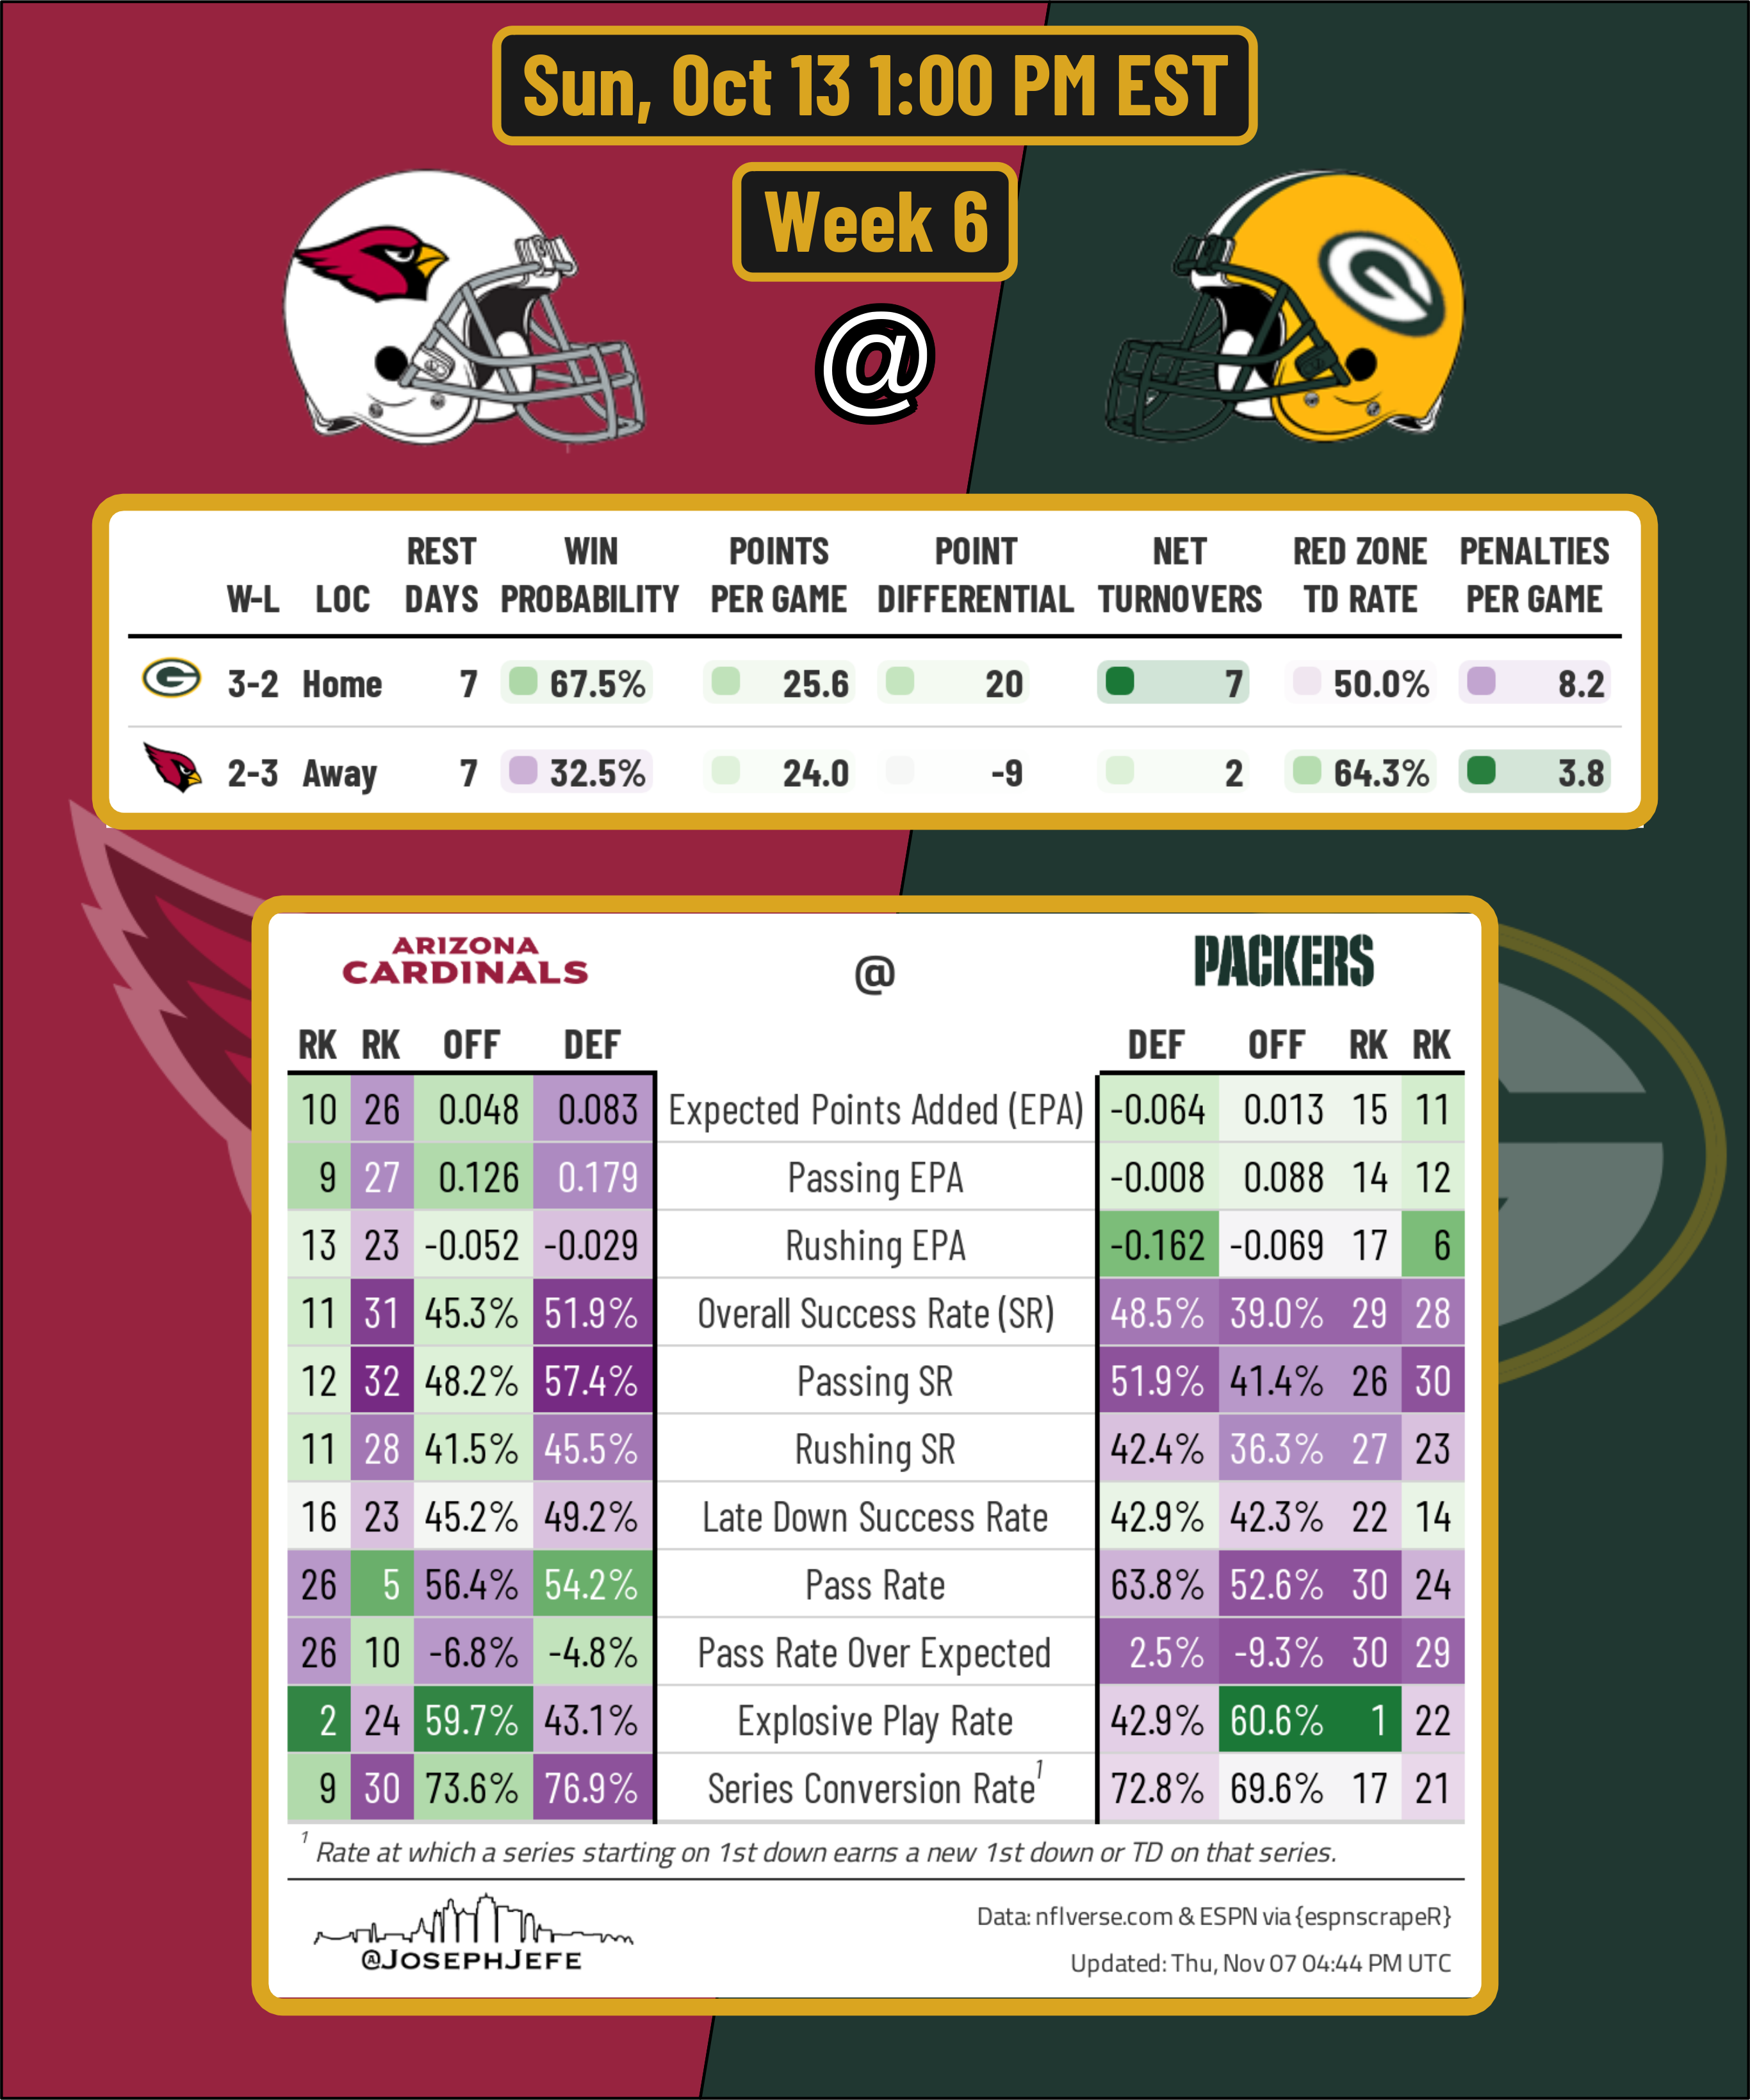 Sun, Oct 13 1:00 PM EST
Week 6
@
REST WIN POINTS POINT NET RED ZONE PENALTIES
W-L LOC DAYS PROBABILITY PER GAME DIFFERENTIAL TURNOVERS TD RATE PER GAME
G 3-2 Home 7 67.5% 25.6 20 7 50.0% 8.2
2-3 Away 7 32.5% 24.0 -9 2 64.3% 3.8
ARIZONA
CARDINALS @ PACKERS
RK RK OFF DEF DEF OFF RK RK
10 26 0.048 0.083 Expected Points Added (EPA) -0.064 0.013 15 11
9 27 0.126 0.179 Passing EPA -0.008 0.088 14 12
13 23 -0.052 -0.029 Rushing EPA -0.162 -0.069 17 6
11 31 45.3% 51.9% Overall Success Rate (SR) 48.5% 39.0% 29 28
12 32 48.2% 57.4% Passing SR 51.9% 41.4% 26 30
11 28 41.5% 45.5% Rushing SR 42.4% 36.3% 27 23
16 23 45.2% 49.2% Late Down Success Rate 42.9% 42.3% 22 14
26 5 56.4% 54.2% Pass Rate 63.8% 52.6% 30 24
26 10 -6.8% -4.8% Pass Rate Over Expected 2.5% -9.3% 30 29
2 24 59.7% 43.1% Explosive Play Rate 42.9% 60.6% 1 22
9 30 73.6% 76.9% Series Conversion Rate¹ 72.8% 69.6% 17 21
¹ Rate at which a series starting on 1st down earns a new 1st down or TD on that series.
Data: nflverse.com & ESPN via {espnscrapeR}
@JOSEPHJEFE
Updated: Thu, Nov 07 04:44 PM UTC